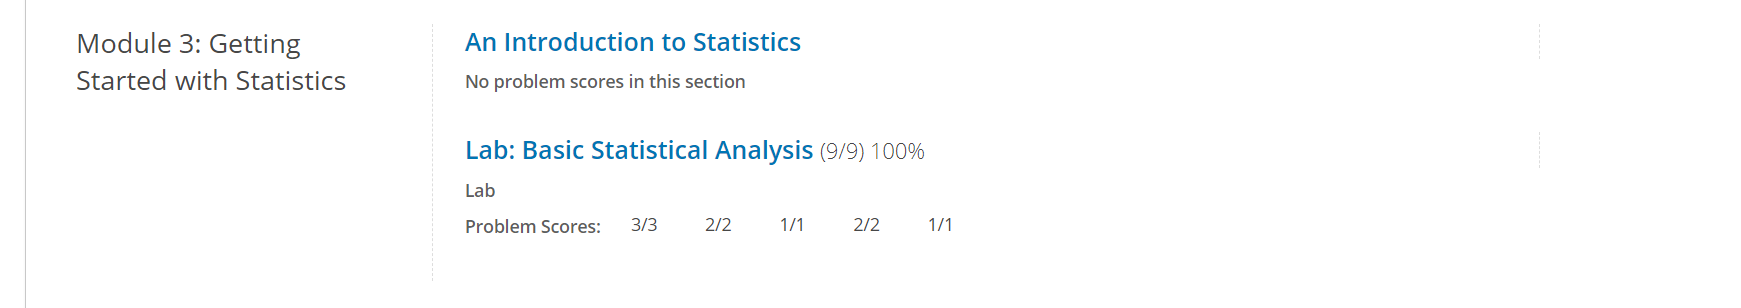 Module 3: Getting
Started with Statistics
An Introduction to Statistics
No problem scores in this section
Lab: Basic Statistical Analysis (9/9) 100%
Lab
Problem Scores: 3/3 2/2 1/1 2/2 1/1